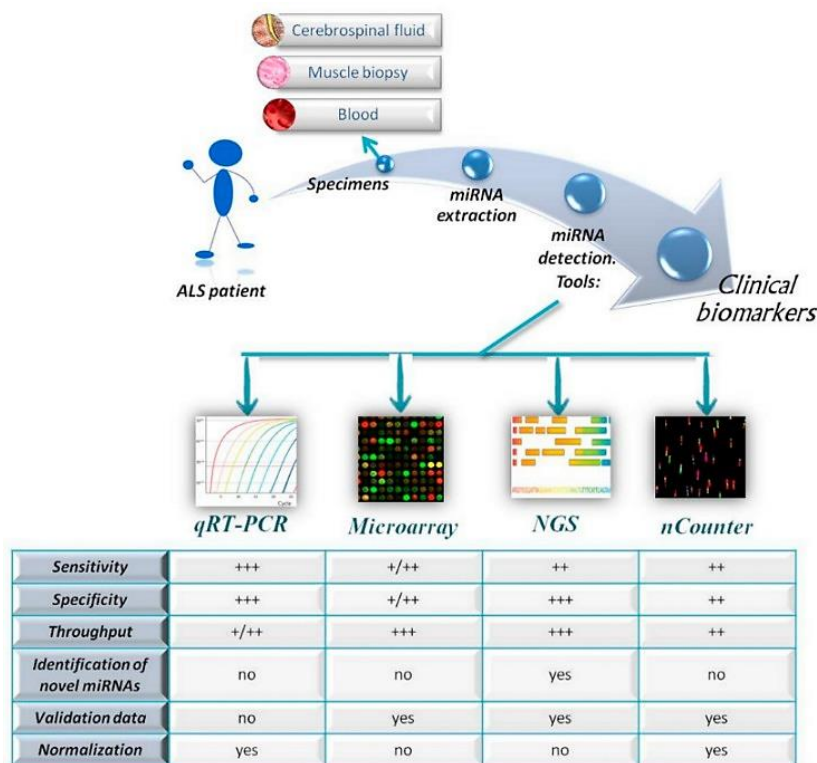 Cerebrospinal fluid
Muscle biopsy
Blood
Specimens
miRNA
extraction
miRNA
detection.
Tools:
ALS patient
Clinical
biomarkers
Cycle
qRT-PCR Microarray NGS nCounter
Sensitivity +++ +/++ ++ ++
Specificity +++ +/++ +++ ++
Throughput +/++ +++ +++ ++
Identification of
novel miRNAs no no yes no
Validation data no yes yes yes
Normalization yes no no yes